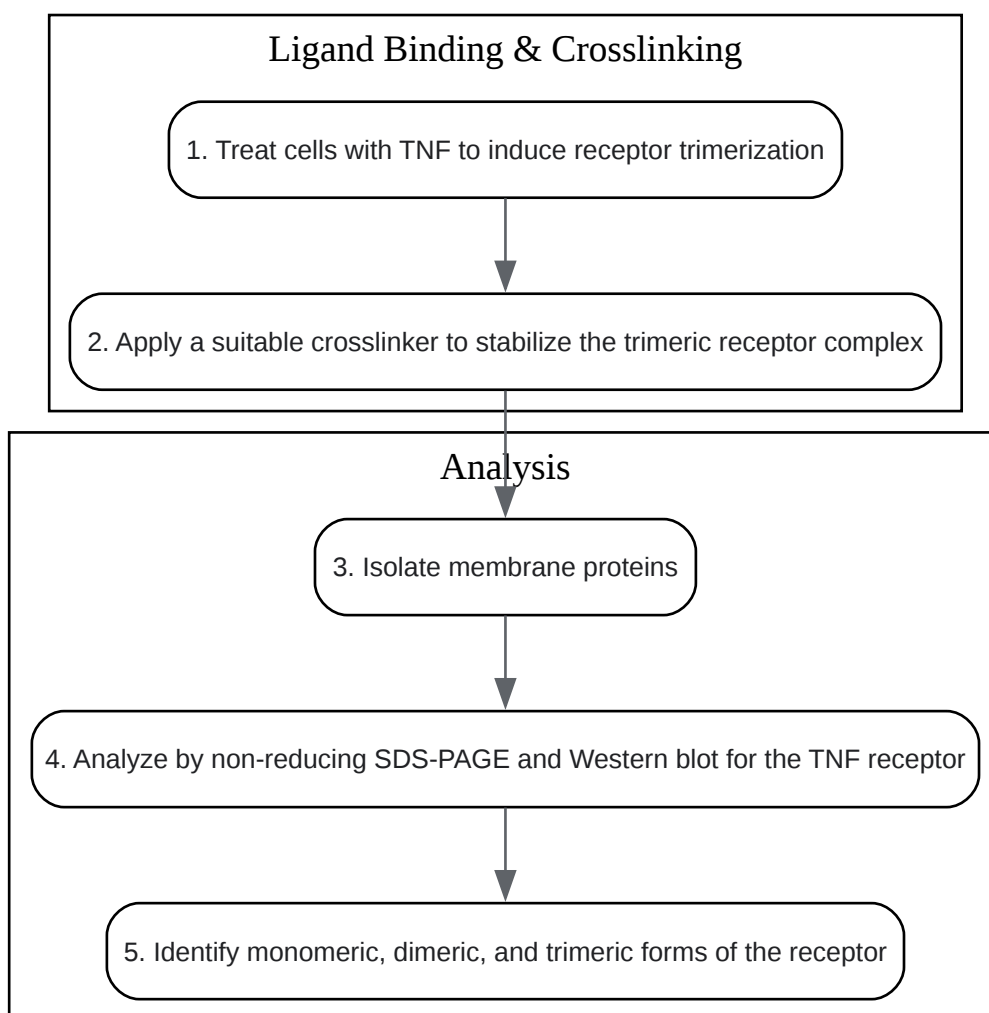 Ligand Binding & Crosslinking
1. Treat cells with TNF to induce receptor trimerization
2. Apply a suitable crosslinker to stabilize the trimeric receptor complex
Analysis
3. Isolate membrane proteins
4. Analyze by non-reducing SDS-PAGE and Western blot for the TNF receptor
5. Identify monomeric, dimeric, and trimeric forms of the receptor